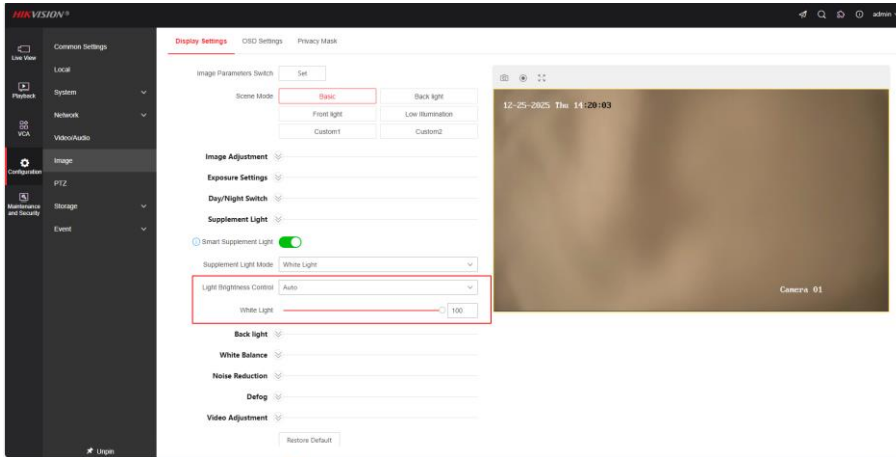 HIKVISION®
admin
Live View
Playback
VCA
Configuration
Maintenance
and Security
Common Settings
Local
System
Network
Video/Audio
Image
PTZ
Storage
Event
Unpin
Display Settings OSD Settings Privacy Mask
Image Parameters Switch Set
Scene Mode Basic Back light
Front light Low Illumination
Custom1 Custom2
Image Adjustment
Exposure Settings
Day/Night Switch
Supplement Light
Smart Supplement Light
Supplement Light Mode White Light
Light Brightness Control Auto
White Light 100
Back light
White Balance
Noise Reduction
Defog
Video Adjustment
Restore Default
12-25-2025 Thu 14:20:03
Camera 01